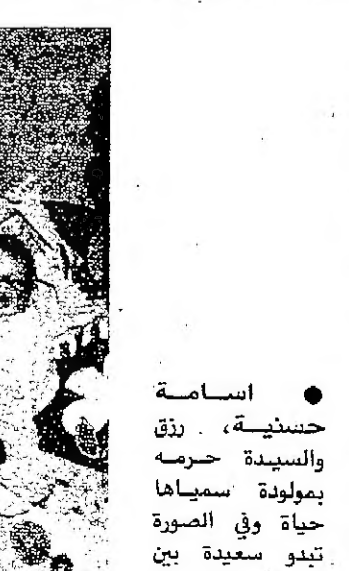 ● اسامة
حسنية، رزق
والسيدة حرمه
بمولودة سمياها
حياة وفي الصورة
تبدو سعيدة بين